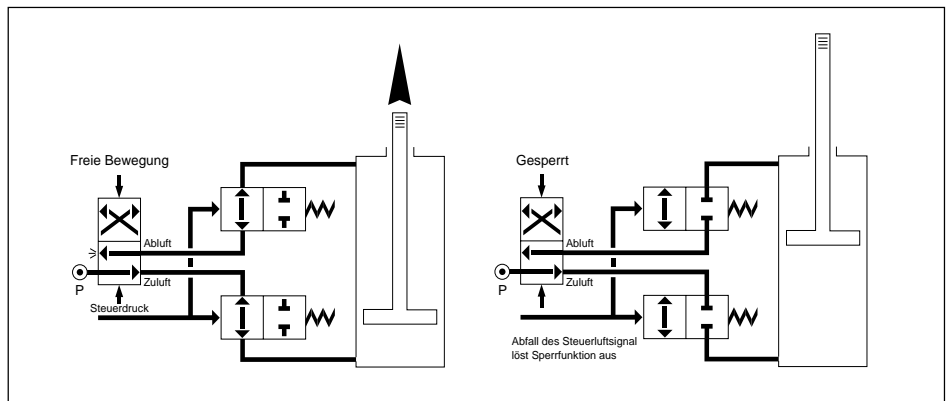 Freie Bewegung
Abluft
P
Zuluft
Steuerdruck
Gesperrt
Abluft
P
Zuluft
Abfall des Steuerluftsignal
löst Sperrfunktion aus